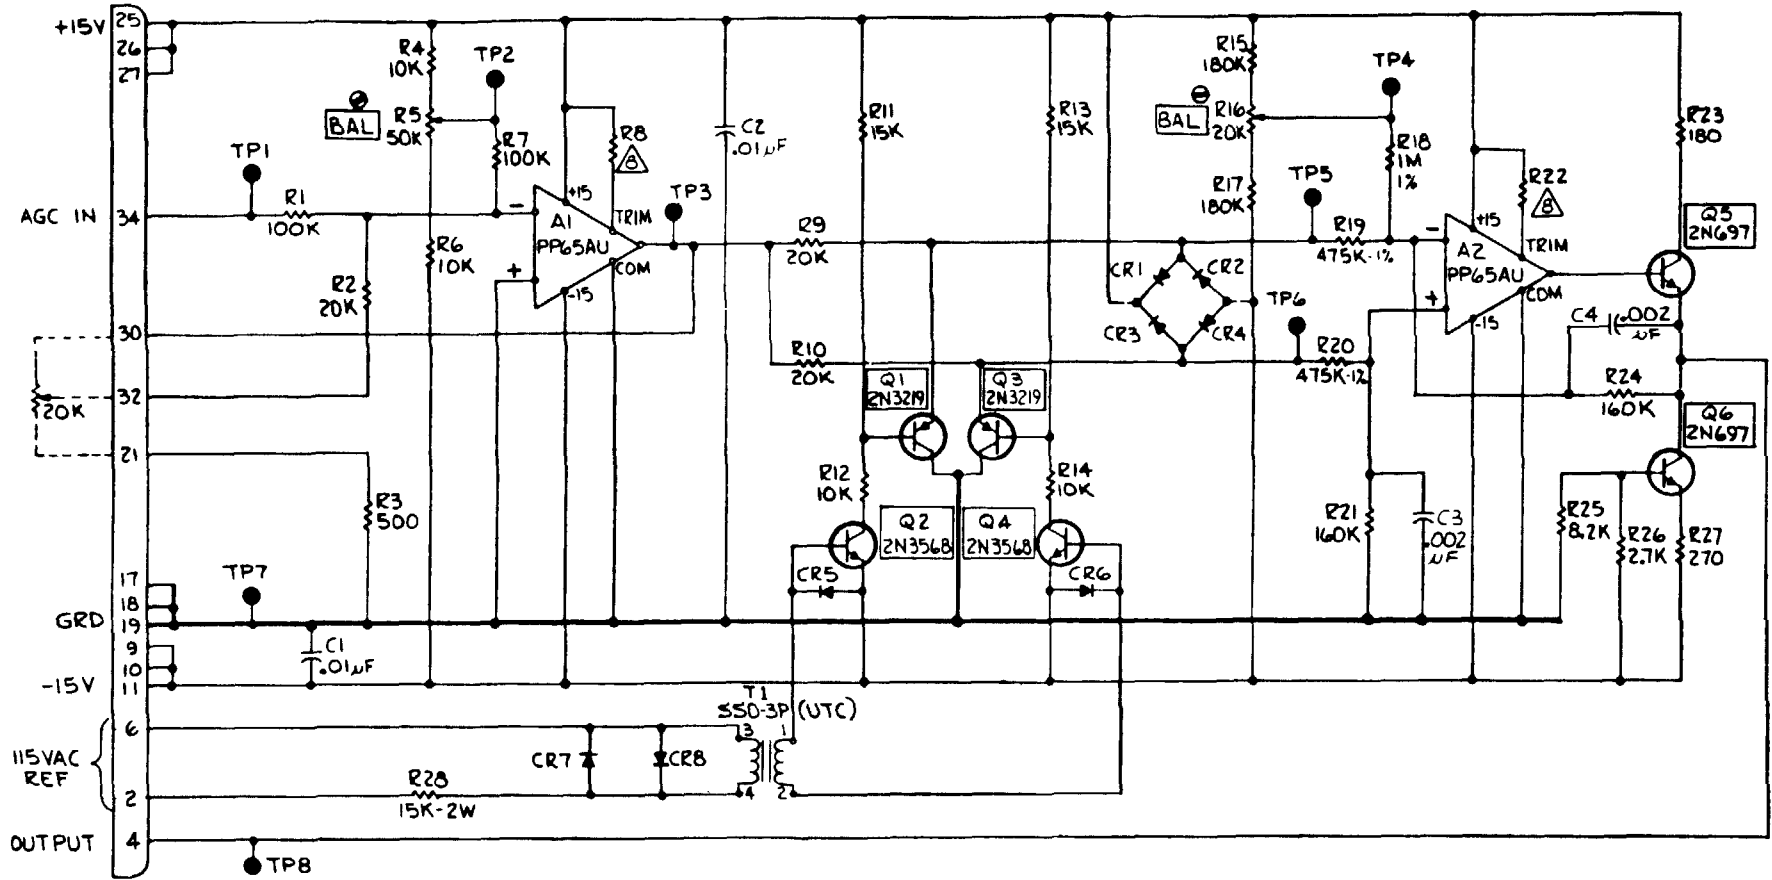 +15V
25
26
27
R4
10K
TP2
BAL
R5
50K
R7
100K
R8
8
C2
.01µF
R11
15K
R13
15K
R15
180K
TP4
BAL
R16
20K
R18
1M
1%
R23
180
TP1
AGC IN
34
R1
100K
-
+15
A1
TRIM
PP65AU
+
COM
-15
TP3
R9
20K
R17
180K
TP5
R19
475K-1%
R22
8
-
+15
A2
TRIM
PP65AU
+
COM
-15
Q5
2N697
R6
10K
R2
20K
CR1
CR2
CR3
CR4
TP6
C4
.002
µF
30
R10
20K
R20
475K-1%
R24
160K
32
20K
Q1
2N3219
Q3
2N3219
Q6
2N697
21
R3
500
R12
10K
R14
10K
Q2
2N3568
Q4
2N3568
R21
160K
C3
.002
µF
R25
8.2K
R26
2.7K
R27
270
17
18
GRD
19
TP7
CR5
CR6
9
10
-15V
11
C1
.01µF
T1
SSO-3P (UTC)
6
3
1
115VAC
REF
CR7
CR8
2
R28
15K-2W
4
2
OUTPUT
4
TP8